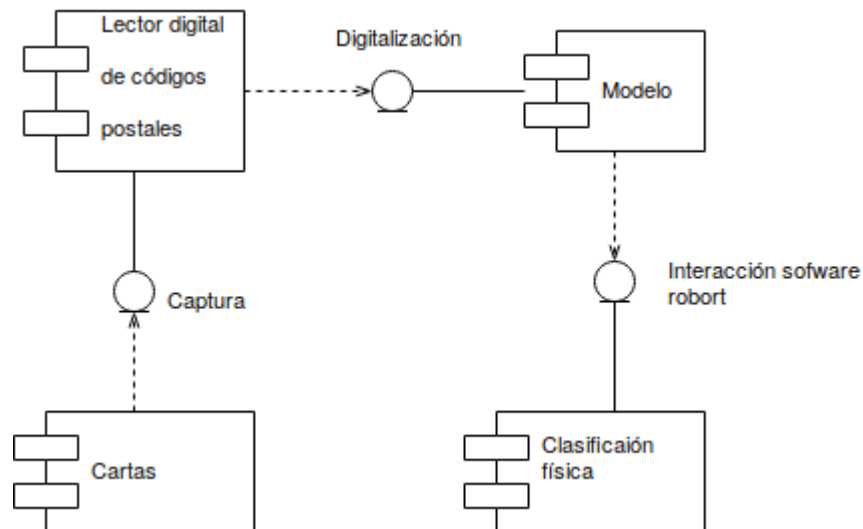 Lector digital
de códigos
postales
Digitalización
Modelo
Captura
Interacción sofware
robort
Cartas
Clasificaión
física